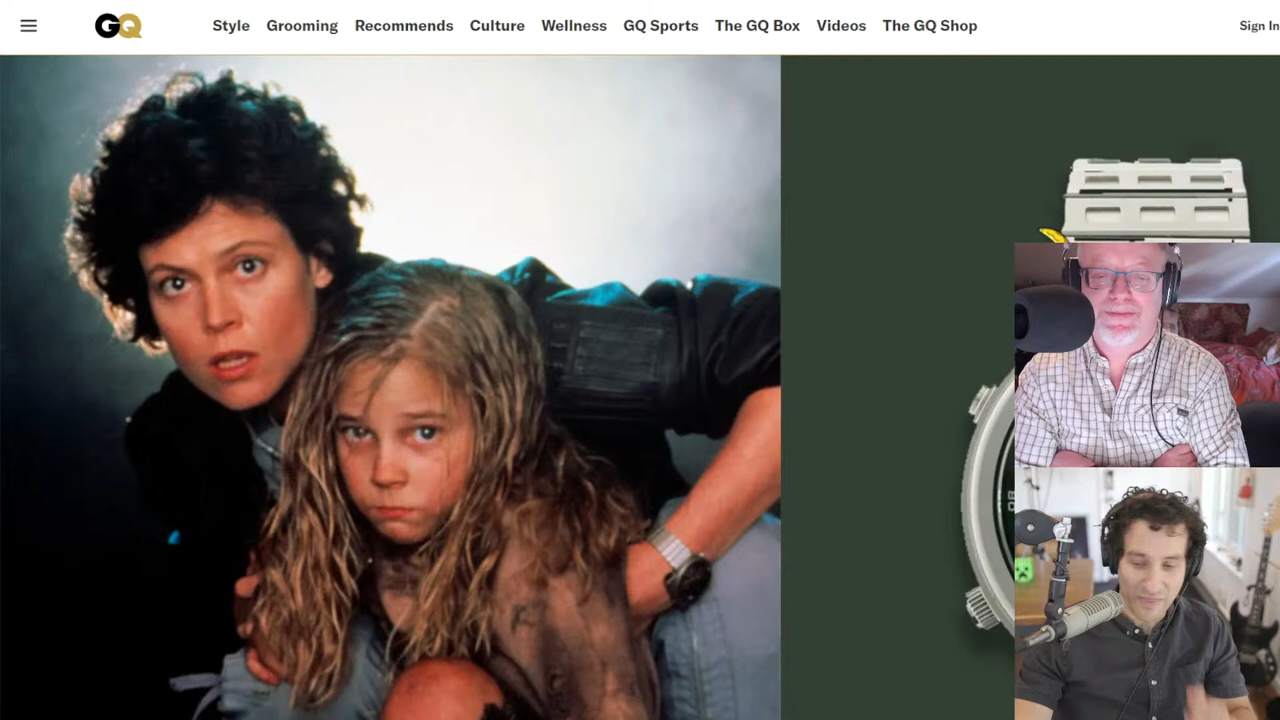 GQ Style Grooming Recommends Culture Wellness GQ Sports The GQ Box Videos The GQ Shop Sign In